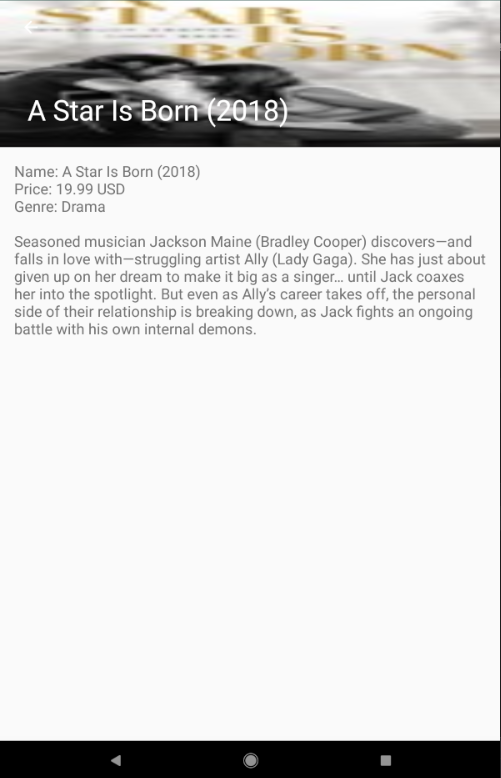 STAR
IS
BORN
A Star Is Born (2018)
Name: A Star Is Born (2018)
Price: 19.99 USD
Genre: Drama
Seasoned musician Jackson Maine (Bradley Cooper) discovers—and
falls in love with—struggling artist Ally (Lady Gaga). She has just about
given up on her dream to make it big as a singer… until Jack coaxes
her into the spotlight. But even as Ally’s career takes off, the personal
side of their relationship is breaking down, as Jack fights an ongoing
battle with his own internal demons.